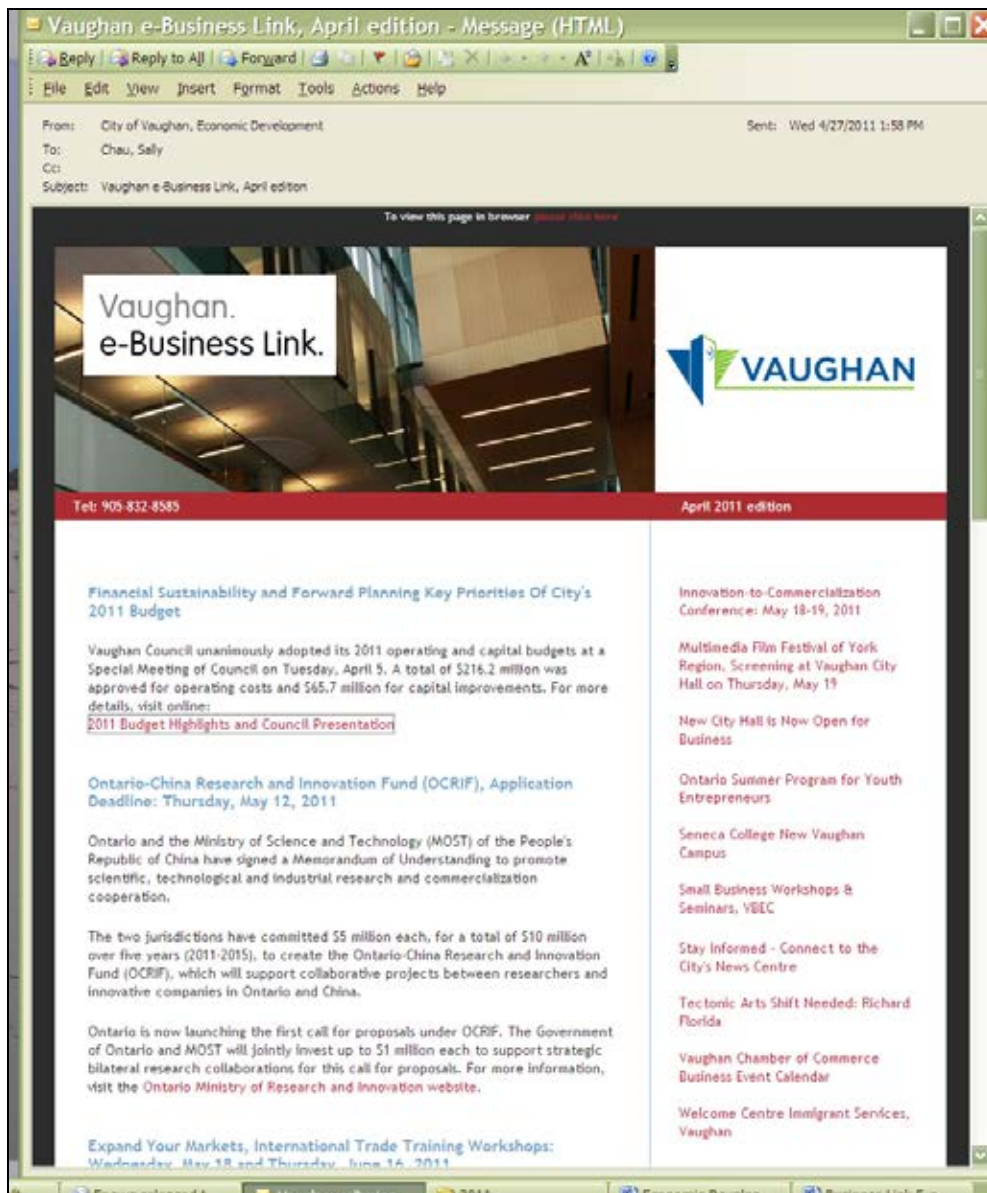 Vaughan e-Business Link, April edition - Message (HTML)
Reply Reply to All Forward
File Edit View Insert Format Tools Actions Help
From: City of Vaughan, Economic Development Sent: Wed 4/27/2011 1:58 PM
To: Chau, Sally
Cc:
Subject: Vaughan e-Business Link, April edition
To view this page in browser please click here
Vaughan.
e-Business Link.
VAUGHAN
Tel: 905-832-8585
April 2011 edition
Financial Sustainability and Forward Planning Key Priorities Of City's
2011 Budget
Vaughan Council unanimously adopted its 2011 operating and capital budgets at a
Special Meeting of Council on Tuesday, April 5. A total of $216.2 million was
approved for operating costs and $65.7 million for capital improvements. For more
details, visit online:
2011 Budget Highlights and Council Presentation
Ontario-China Research and Innovation Fund (OCRIF), Application
Deadline: Thursday, May 12, 2011
Ontario and the Ministry of Science and Technology (MOST) of the People's
Republic of China have signed a Memorandum of Understanding to promote
scientific, technological and industrial research and commercialization
cooperation.
The two jurisdictions have committed $5 million each, for a total of $10 million
over five years (2011-2015), to create the Ontario-China Research and Innovation
Fund (OCRIF), which will support collaborative projects between researchers and
innovative companies in Ontario and China.
Ontario is now launching the first call for proposals under OCRIF. The Government
of Ontario and MOST will jointly invest up to $1 million each to support strategic
bilateral research collaborations for this call for proposals. For more information,
visit the Ontario Ministry of Research and Innovation website.
Expand Your Markets, International Trade Training Workshops:
Wednesday, May 18 and Thursday, June 16, 2011
Innovation-to-Commercialization
Conference: May 18-19, 2011
Multimedia Film Festival of York
Region, Screening at Vaughan City
Hall on Thursday, May 19
New City Hall is Now Open for
Business
Ontario Summer Program for Youth
Entrepreneurs
Seneca College New Vaughan
Campus
Small Business Workshops &
Seminars, VBEC
Stay Informed - Connect to the
City's News Centre
Tectonic Arts Shift Needed: Richard
Florida
Vaughan Chamber of Commerce
Business Event Calendar
Welcome Centre Immigrant Services,
Vaughan